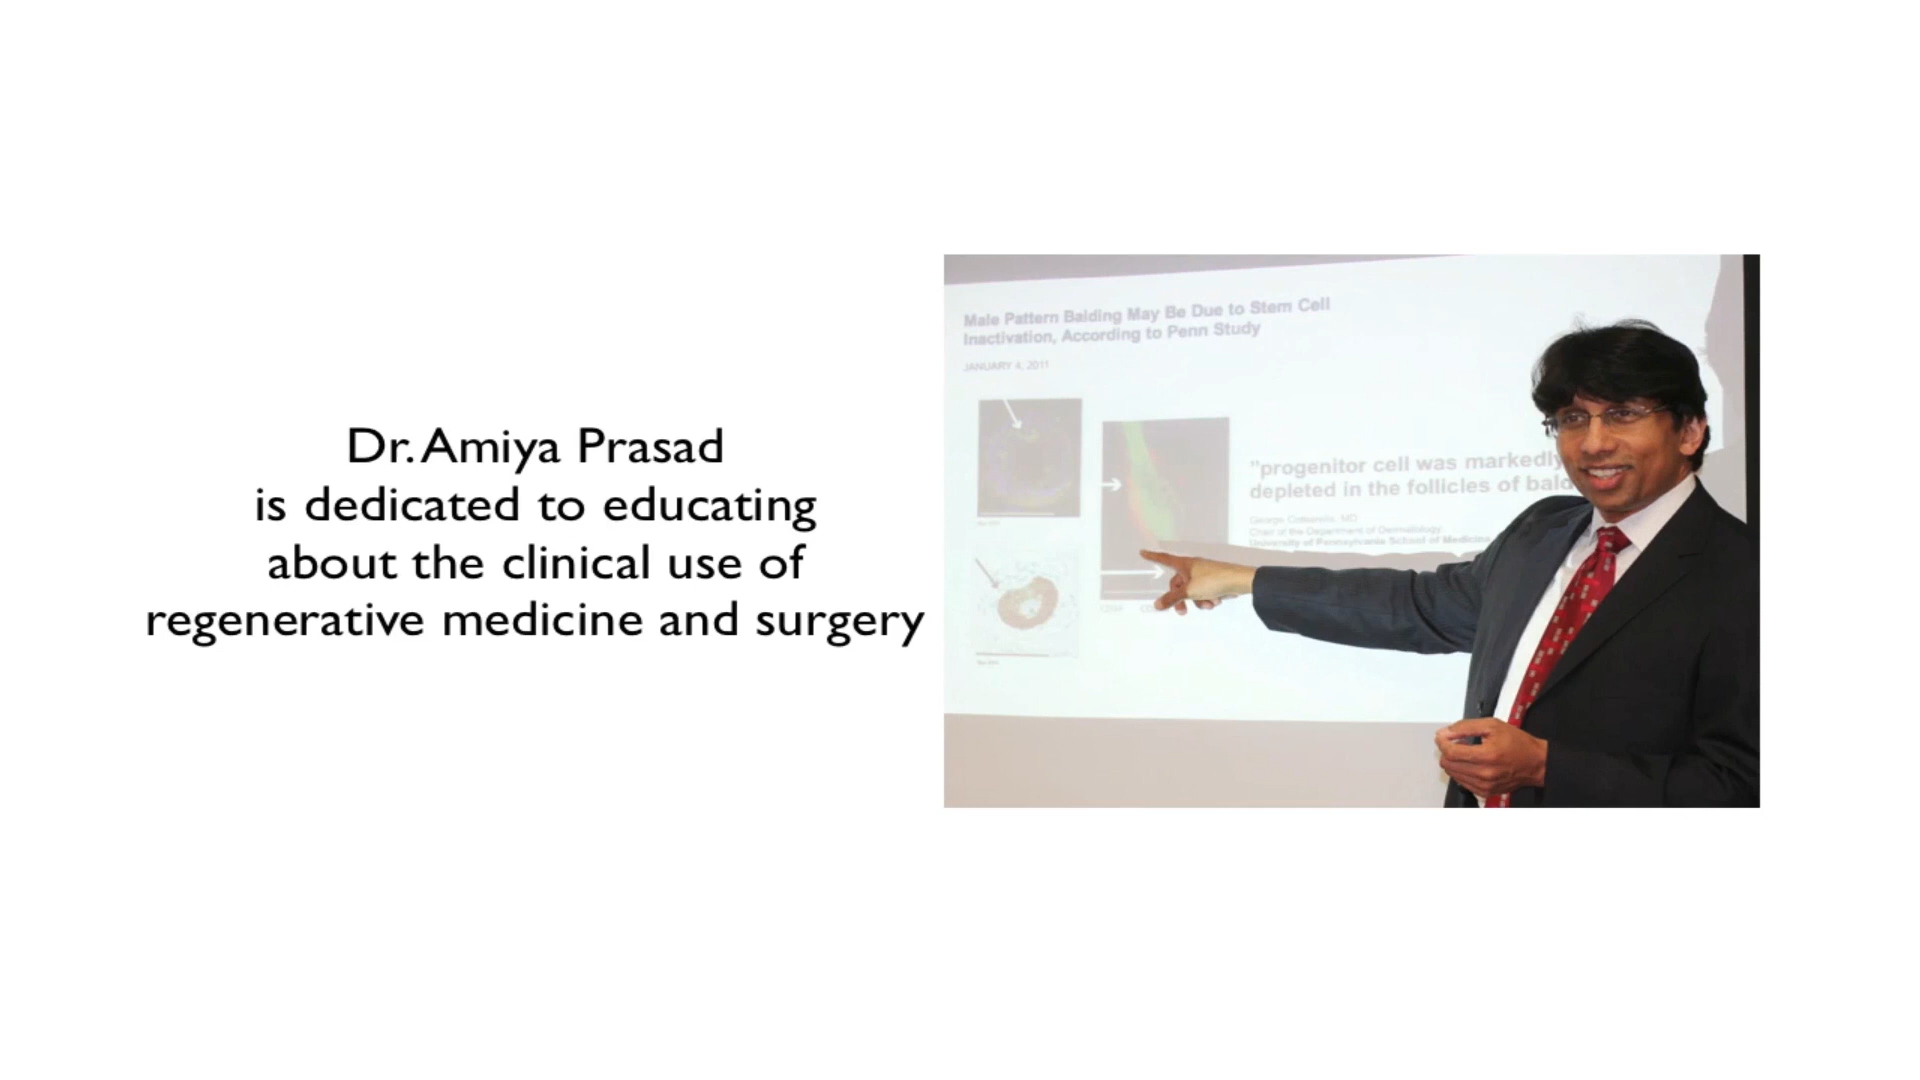 Dr. Amiya Prasad
is dedicated to educating
about the clinical use of
regenerative medicine and surgery
Male Pattern Balding May Be Due to Stem Cell
Inactivation, According to Penn Study
JANUARY 4, 2011
"progenitor cell was markedly
depleted in the follicles of bald
George Cotsarelis, MD
Chair of the Department of Dermatology
University of Pennsylvania School of Medicine